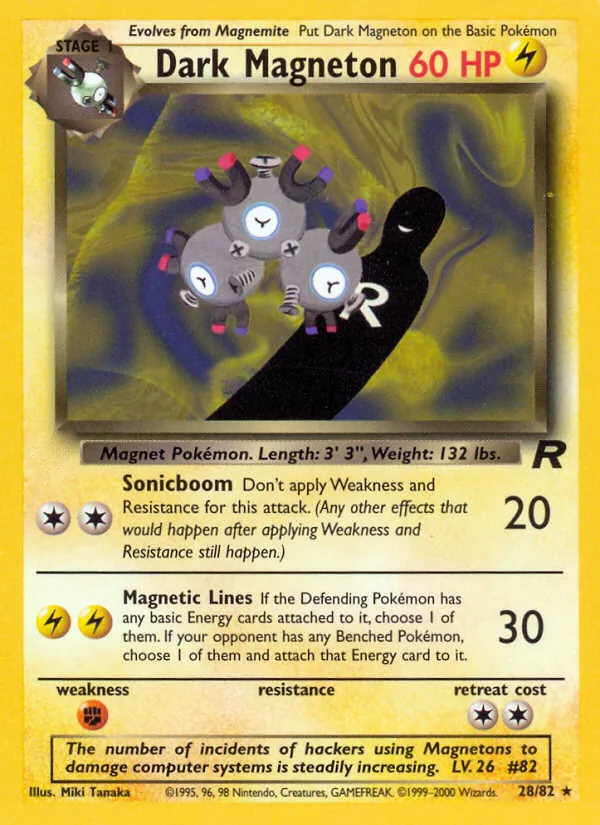 Evolves from Magnemite Put Dark Magneton on the Basic Pokémon
STAGE 1
Dark Magneton 60 HP
R
Magnet Pokémon. Length: 3' 3", Weight: 132 lbs.
R
Sonicboom Don't apply Weakness and
Resistance for this attack. (Any other effects that
would happen after applying Weakness and
Resistance still happen.)
20
Magnetic Lines If the Defending Pokémon has
any basic Energy cards attached to it, choose 1 of
them. If your opponent has any Benched Pokémon,
choose 1 of them and attach that Energy card to it.
30
weakness resistance retreat cost
The number of incidents of hackers using Magnetons to
damage computer systems is steadily increasing. LV. 26 #82
Illus. Miki Tanaka ©1995, 96, 98 Nintendo, Creatures, GAMEFREAK. ©1999-2000 Wizards. 28/82 ★